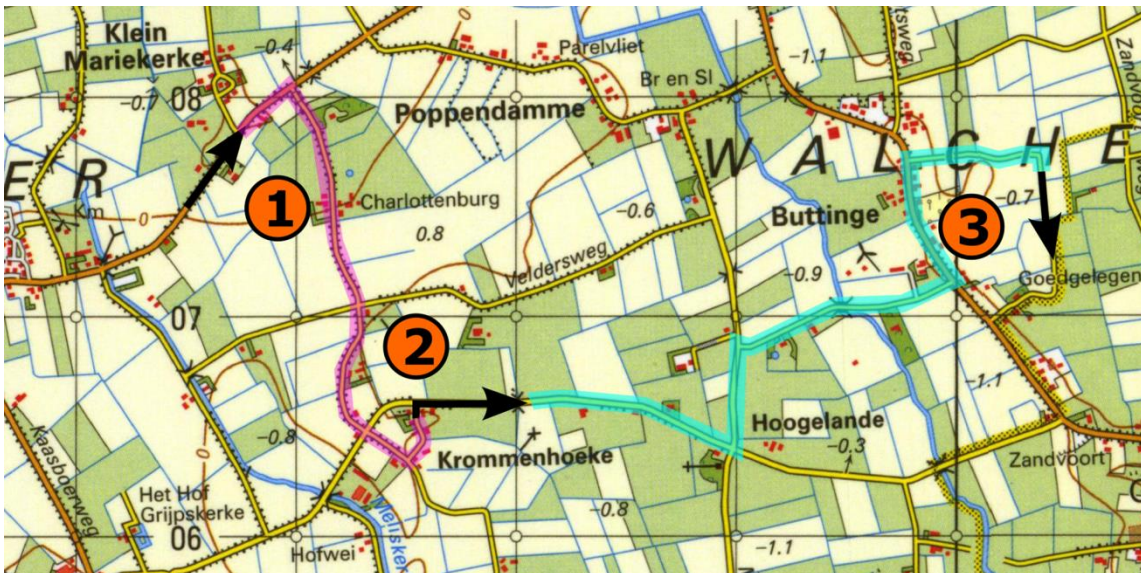 Klein
Mariekerke
-0.4
0
Parelvliet
-1.1
-0.7
08
Poppendamme
Br en Sl
W A L C H E
E R
1
Charlottenburg
Km
0
0.8
-0.6
Buttinge
3
-0.7
Veldersweg
-0.9
Goedgelegen
07
2
-1.1
Kaasboerweg
-0.8
Krommenhoeke
Hoogelande
-0.3
Zandvoort
Het Hof
Grijpskerke
-0.8
06
Hofwei
-1.1